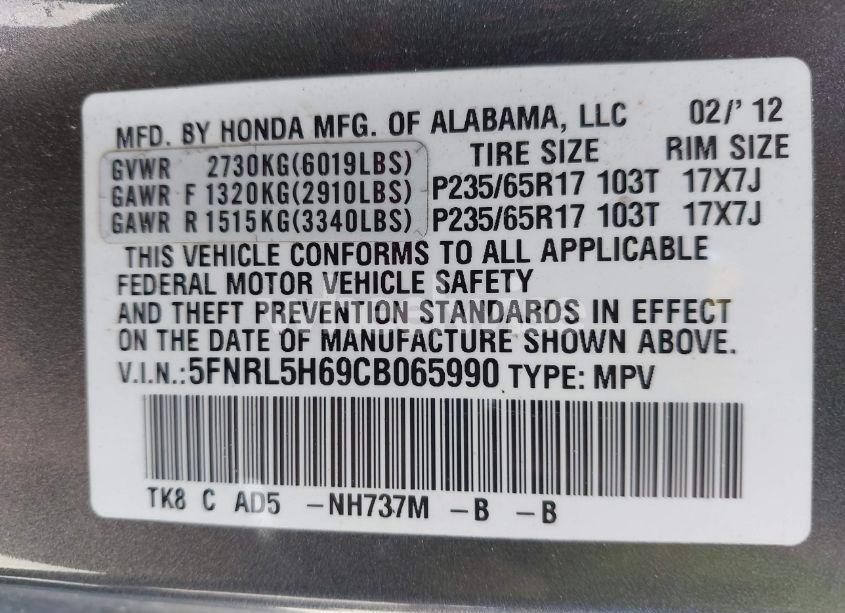 MFD. BY HONDA MFG. OF ALABAMA, LLC 02/' 12
GVWR 2730KG(6019LBS) TIRE SIZE RIM SIZE
GAWR F 1320KG(2910LBS) P235/65R17 103T 17X7J
GAWR R 1515KG(3340LBS) P235/65R17 103T 17X7J
THIS VEHICLE CONFORMS TO ALL APPLICABLE
FEDERAL MOTOR VEHICLE SAFETY
AND THEFT PREVENTION STANDARDS IN EFFECT
ON THE DATE OF MANUFACTURE SHOWN ABOVE.
V.I.N.:5FNRL5H69CB065990 TYPE: MPV
TK8 C AD5 -NH737M -B -B